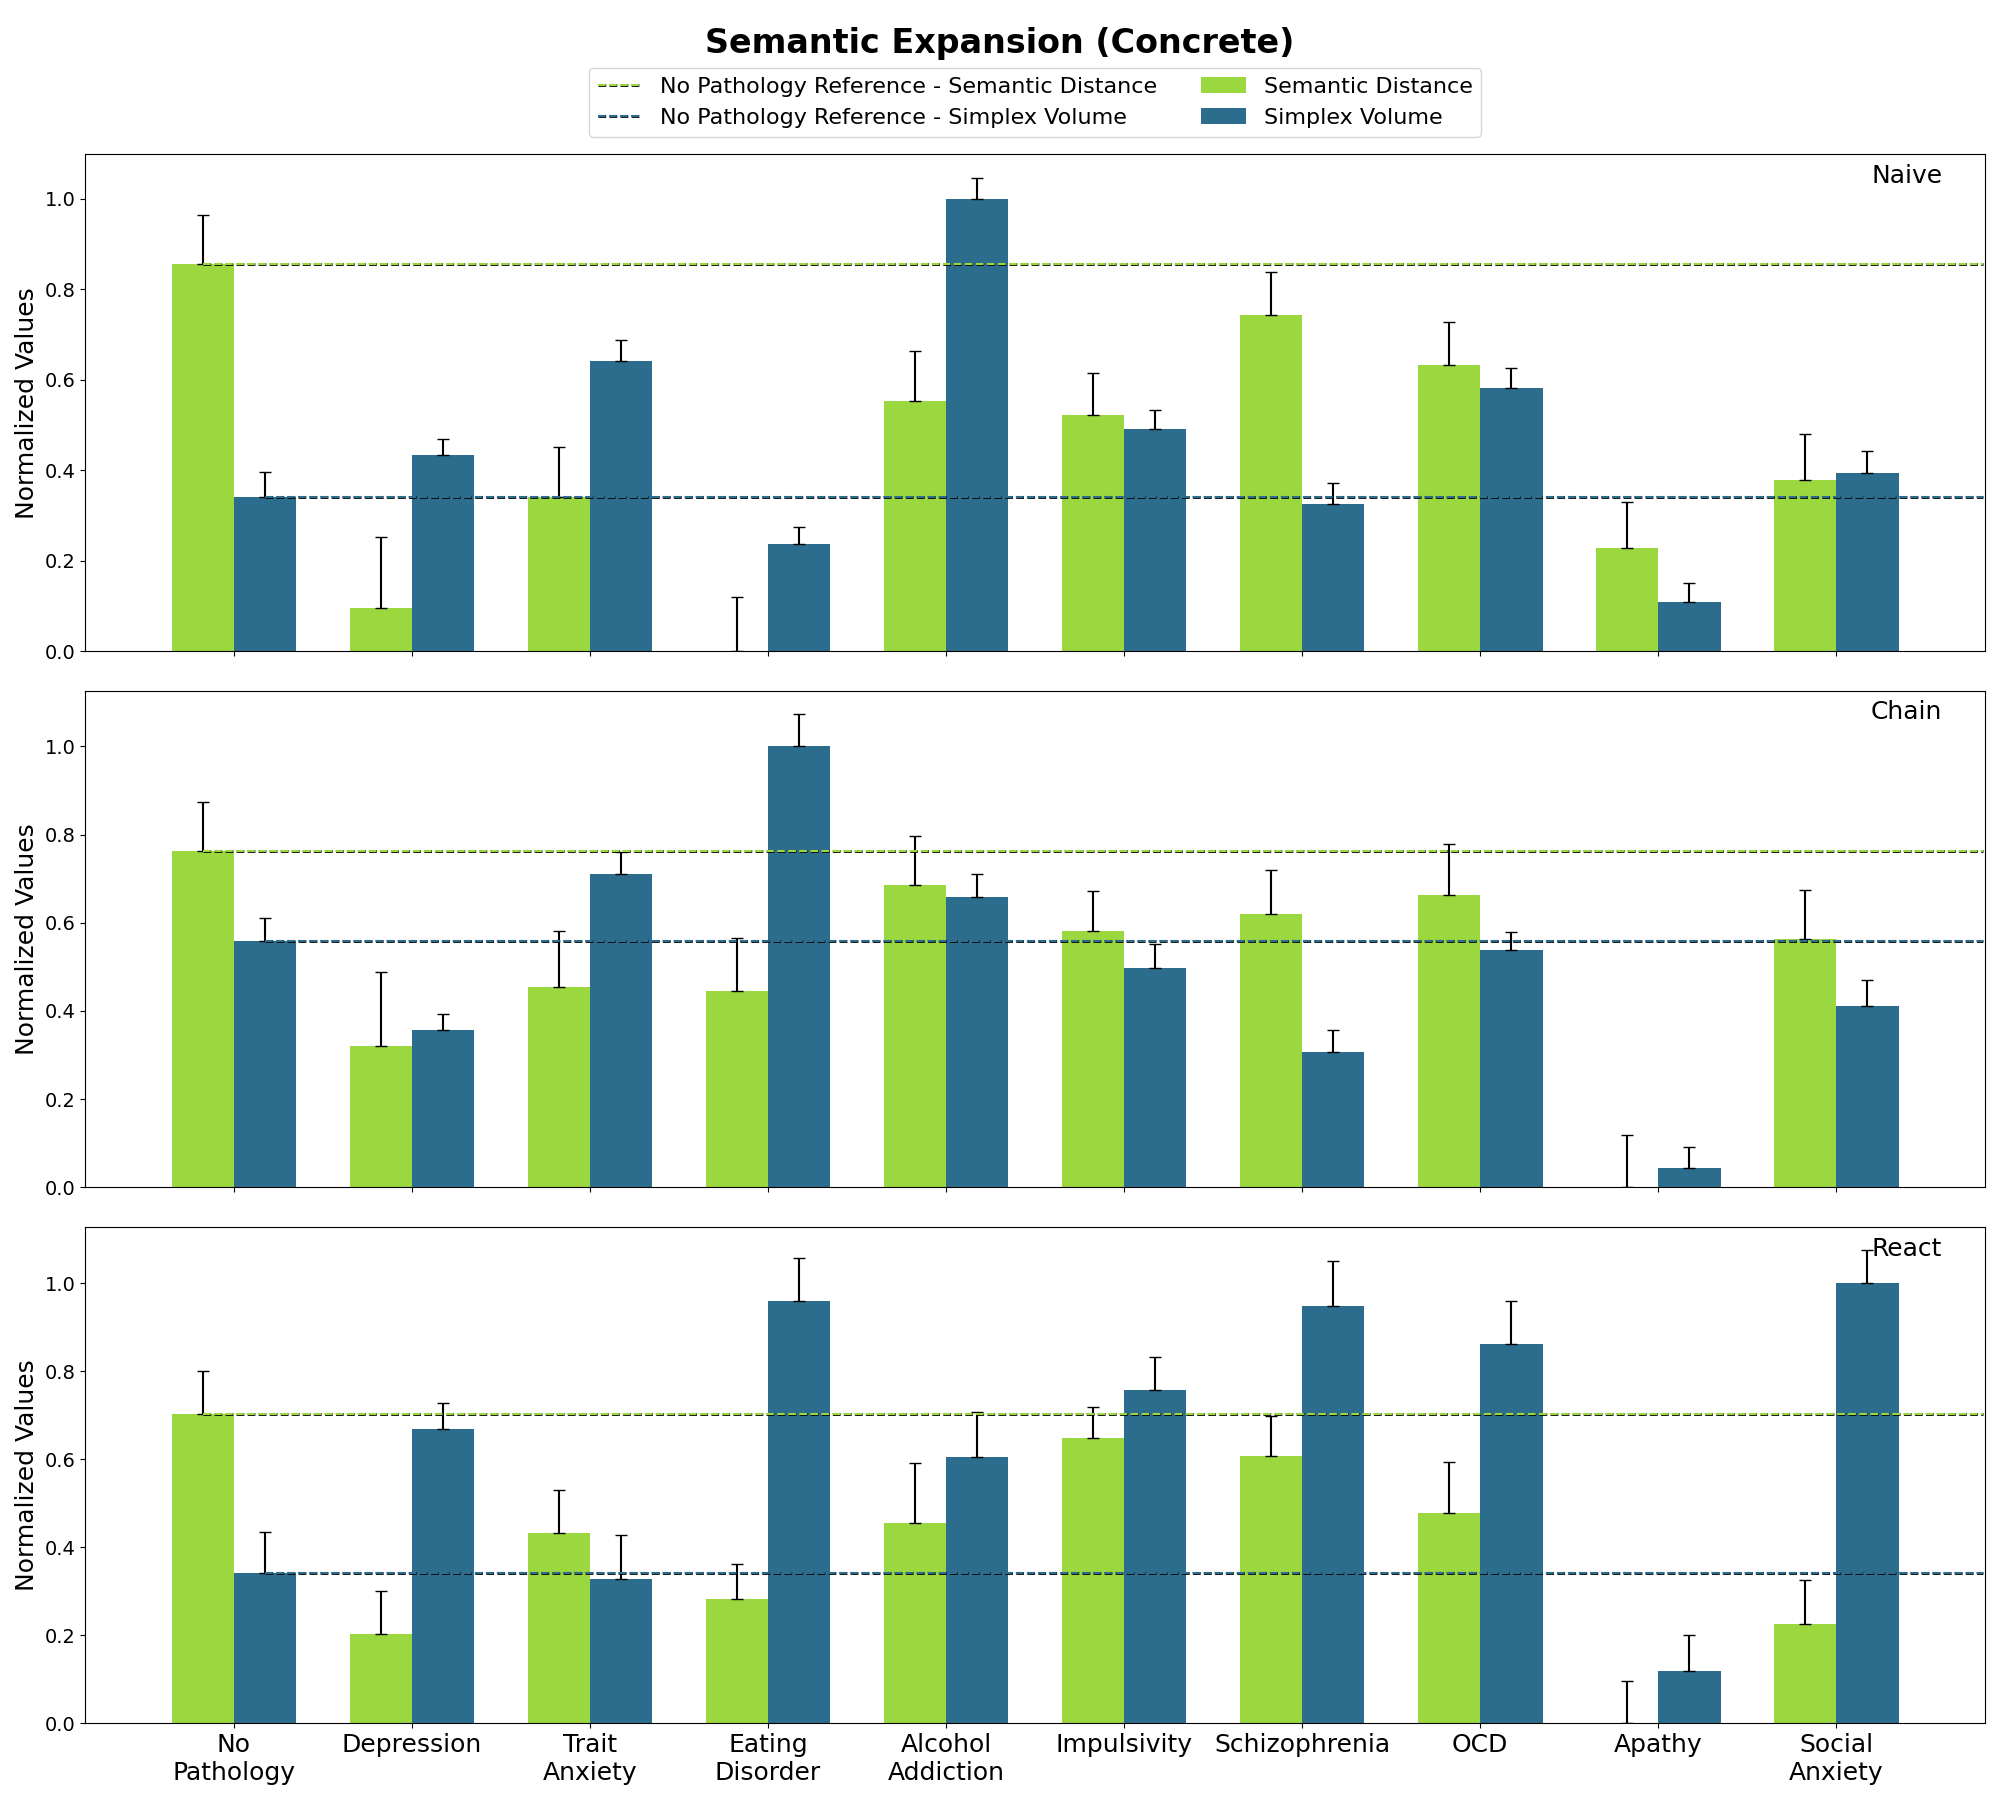 Semantic Expansion (Concrete)
No Pathology Reference - Semantic Distance
No Pathology Reference - Simplex Volume
Semantic Distance
Simplex Volume
Naive
Normalized Values
1.0
0.8
0.6
0.4
0.2
0.0
Chain
Normalized Values
1.0
0.8
0.6
0.4
0.2
0.0
React
Normalized Values
1.0
0.8
0.6
0.4
0.2
0.0
No
Pathology
Depression
Trait
Anxiety
Eating
Disorder
Alcohol
Addiction
Impulsivity
Schizophrenia
OCD
Apathy
Social
Anxiety